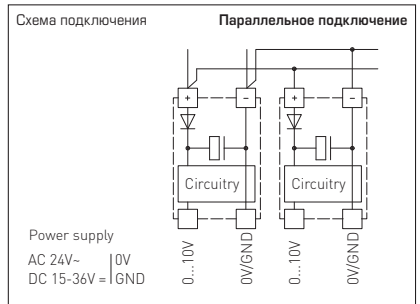 Схема подключения
Параллельное подключение
+ − + −
Circuitry Circuitry
Power supply
AC 24V~ 0V
DC 15-36V = GND
0...10V
0V/GND
0...10V
0V/GND